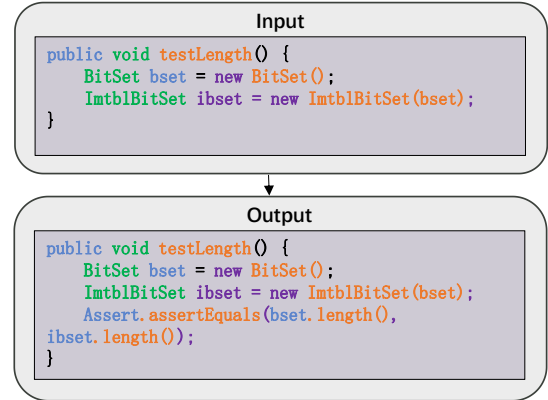 Input
public void testLength() {
    BitSet bset = new BitSet();
    ImtblBitSet ibset = new ImtblBitSet(bset);
}
Output
public void testLength() {
    BitSet bset = new BitSet();
    ImtblBitSet ibset = new ImtblBitSet(bset);
    Assert.assertEquals(bset.length(),
ibset.length());
}